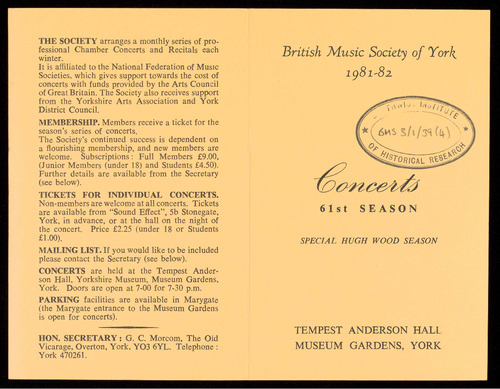 THE SOCIETY arranges a monthly series of pro-
fessional Chamber Concerts and Recitals each
winter.
It is affiliated to the National Federation of Music
Societies, which gives support towards the cost of
concerts with funds provided by the Arts Council
of Great Britain. The Society also receives support
from the Yorkshire Arts Association and York
District Council.
MEMBERSHIP. Members receive a ticket for the
season's series of concerts.
The Society's continued success is dependent on
a flourishing membership, and new members are
welcome. Subscriptions: Full Members £9.00,
(Junior Members (under 18) and Students £4.50).
Further details are available from the Secretary
(see below).
TICKETS FOR INDIVIDUAL CONCERTS.
Non-members are welcome at all concerts. Tickets
are available from "Sound Effect", 5b Stonegate,
York, in advance, or at the hall on the night of
the concert. Price £2.25 (under 18 or Students
£1.00).
MAILING LIST. If you would like to be included
please contact the Secretary (see below).
CONCERTS are held at the Tempest Ander-
son Hall, Yorkshire Museum, Museum Gardens,
York. Doors are open at 7-00 for 7-30 p.m.
PARKING facilities are available in Marygate
(the Marygate entrance to the Museum Gardens
is open for concerts).
HON. SECRETARY: G. C. Morcom, The Old
Vicarage, Overton, York. YO3 6YL. Telephone:
York 470261.
British Music Society of York
1981-82
INSTITUTE
BMS 3/1/39(4)
OF HISTORICAL RESEARCH
Concerts
61st SEASON
SPECIAL HUGH WOOD SEASON
TEMPEST ANDERSON HALL
MUSEUM GARDENS, YORK